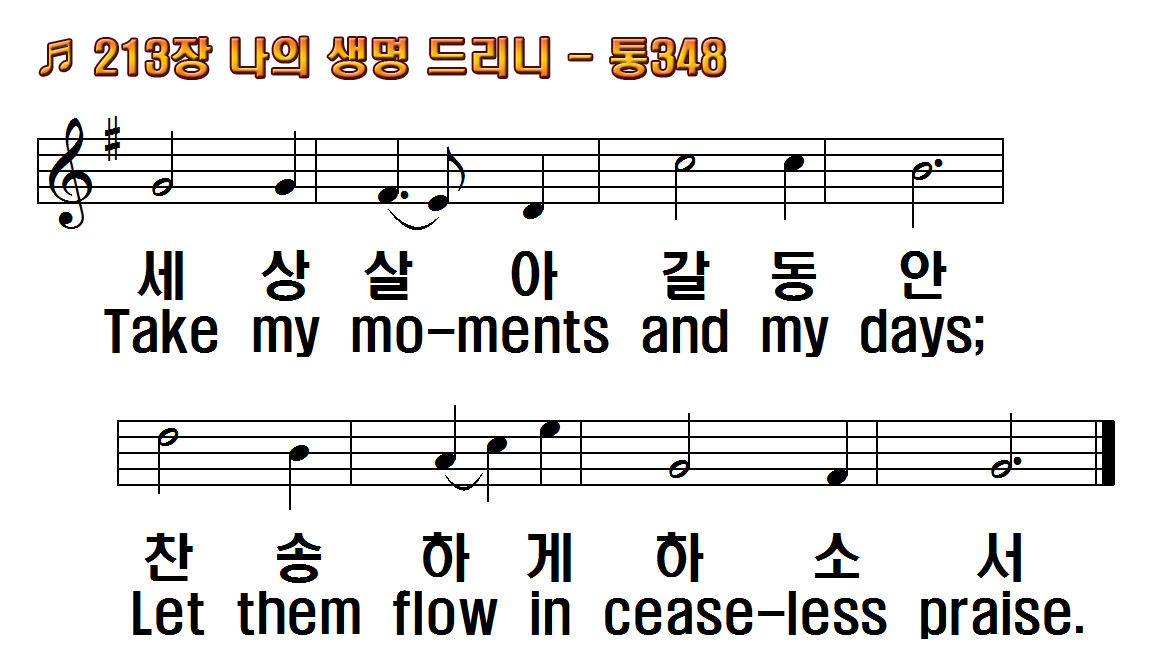 ♬ 213장 나의 생명 드리니 - 통348
세 상 살 아 갈 동 안
Take my mo-ments and my days;
찬 송 하 게 하 소 서
Let them flow in cease-less praise.